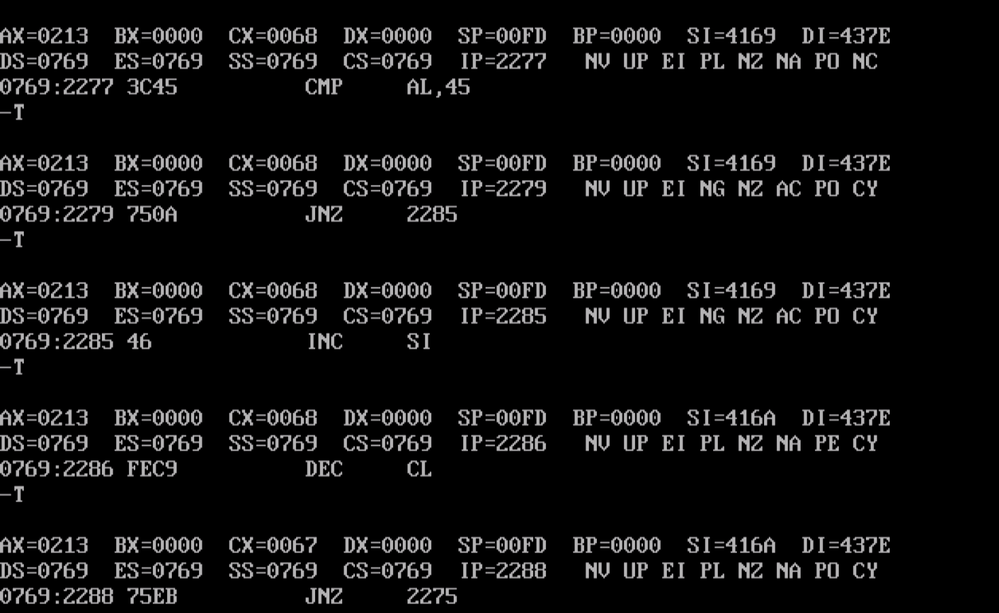 AX=0213 BX=0000 CX=0068 DX=0000 SP=00FD BP=0000 SI=4169 DI=437E
DS=0769 ES=0769 SS=0769 CS=0769 IP=2277 NV UP EI PL NZ NA PO NC
0769:2277 3C45 CMP AL,45
-T
AX=0213 BX=0000 CX=0068 DX=0000 SP=00FD BP=0000 SI=4169 DI=437E
DS=0769 ES=0769 SS=0769 CS=0769 IP=2279 NV UP EI NG NZ AC PO CY
0769:2279 750A JNZ 2285
-T
AX=0213 BX=0000 CX=0068 DX=0000 SP=00FD BP=0000 SI=4169 DI=437E
DS=0769 ES=0769 SS=0769 CS=0769 IP=2285 NV UP EI NG NZ AC PO CY
0769:2285 46 INC SI
-T
AX=0213 BX=0000 CX=0068 DX=0000 SP=00FD BP=0000 SI=416A DI=437E
DS=0769 ES=0769 SS=0769 CS=0769 IP=2286 NV UP EI PL NZ NA PE CY
0769:2286 FEC9 DEC CL
-T
AX=0213 BX=0000 CX=0067 DX=0000 SP=00FD BP=0000 SI=416A DI=437E
DS=0769 ES=0769 SS=0769 CS=0769 IP=2288 NV UP EI PL NZ NA PO CY
0769:2288 75EB JNZ 2275